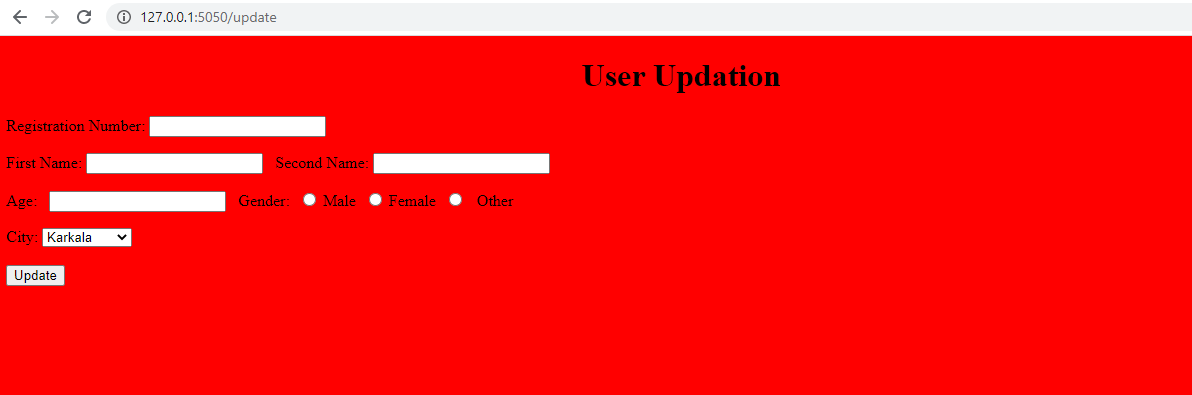 127.0.0.1:5050/update
User Updation
Registration Number:
First Name: Second Name:
Age: Gender: Male Female Other
City: Karkala
Update